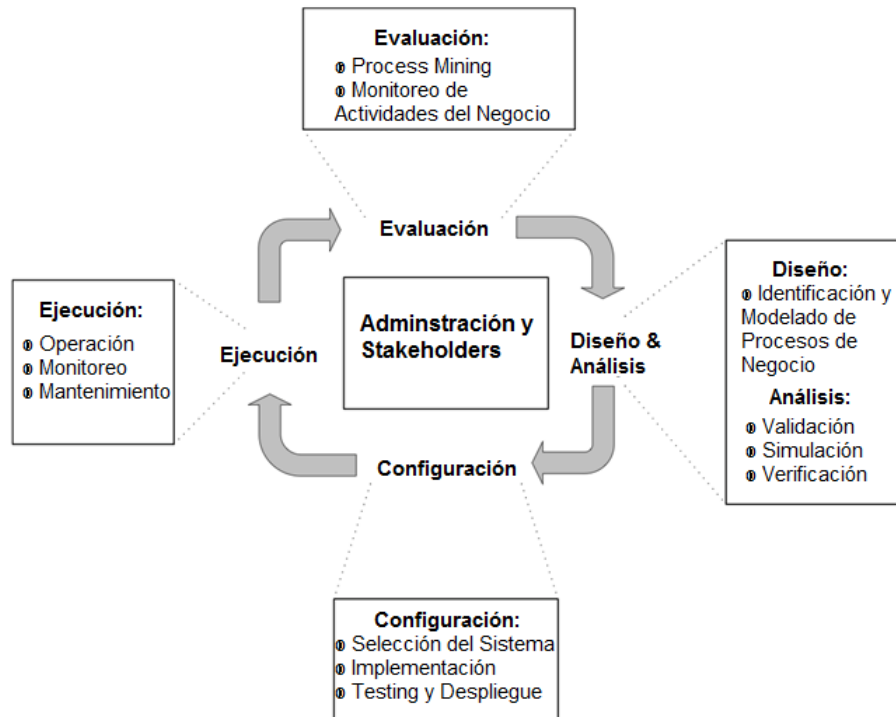 Evaluación:
Process Mining
Monitoreo de
Actividades del Negocio
Evaluación
Diseño:
Identificación y
Modelado de
Procesos de
Negocio
Análisis:
Validación
Simulación
Verificación
Ejecución:
Operación
Monitoreo
Mantenimiento
Ejecución
Adminstración y
Stakeholders
Diseño &
Análisis
Configuración
Configuración:
Selección del Sistema
Implementación
Testing y Despliegue